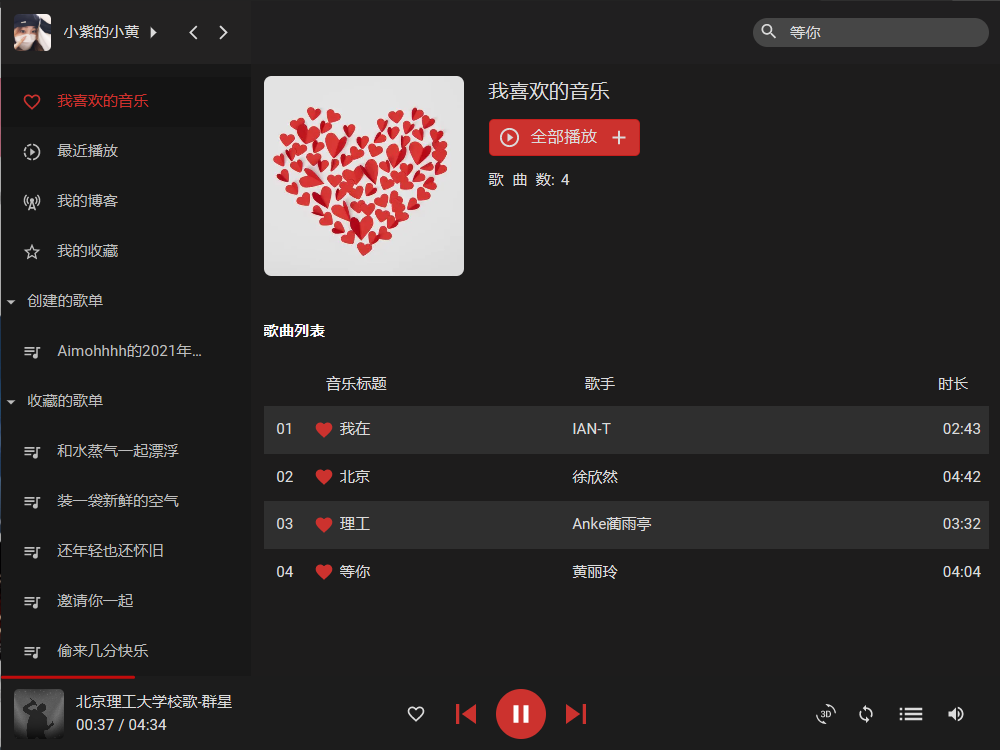 小紫的小黄
等你
我喜欢的音乐
最近播放
我的博客
我的收藏
创建的歌单
Aimohhhh的2021年...
收藏的歌单
和水蒸气一起漂浮
装一袋新鲜的空气
还年轻也还怀旧
邀请你一起
偷来几分快乐
我喜欢的音乐
全部播放 +
歌 曲 数: 4
歌曲列表
音乐标题 歌手 时长
01 我在 IAN-T 02:43
02 北京 徐欣然 04:42
03 理工 Anke蔺雨亭 03:32
04 等你 黄丽玲 04:04
北京理工大学校歌-群星
00:37 / 04:34
3D